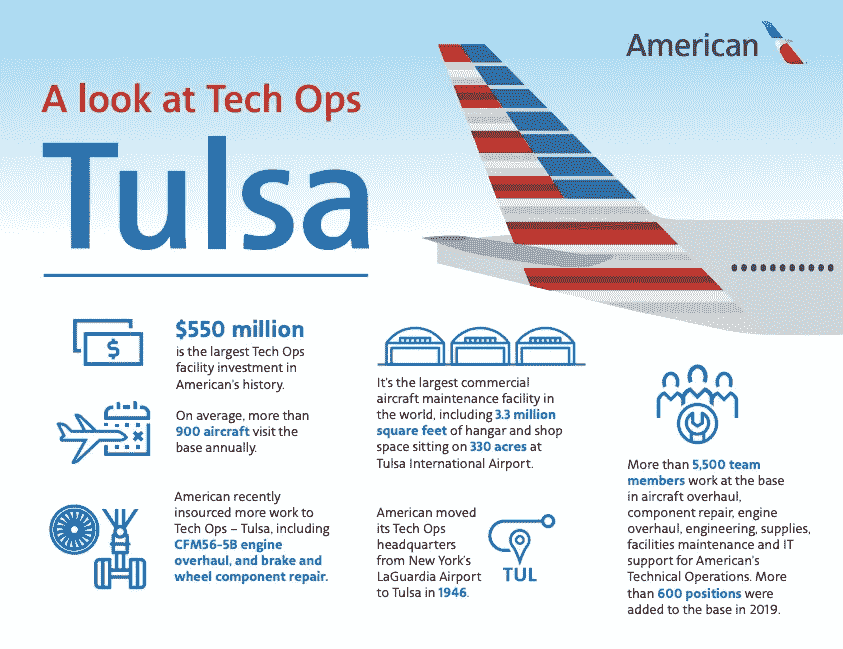 American
A look at Tech Ops
Tulsa
$550 million
is the largest Tech Ops
facility investment in
American's history.
On average, more than
900 aircraft visit the
base annually.
American recently
insourced more work to
Tech Ops – Tulsa, including
CFM56-5B engine
overhaul, and brake and
wheel component repair.
It's the largest commercial
aircraft maintenance facility in
the world, including 3.3 million
square feet of hangar and shop
space sitting on 330 acres at
Tulsa International Airport.
American moved
its Tech Ops
headquarters
from New York's
LaGuardia Airport
to Tulsa in 1946.
TUL
More than 5,500 team
members work at the base
in aircraft overhaul,
component repair, engine
overhaul, engineering, supplies,
facilities maintenance and IT
support for American's
Technical Operations. More
than 600 positions were
added to the base in 2019.